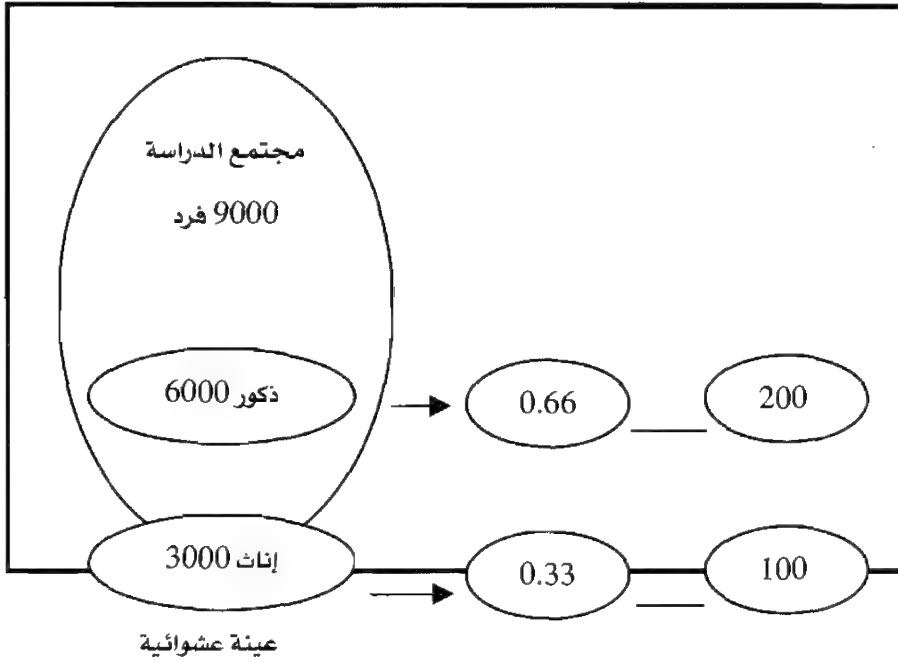 مجتمع الدراسة
9000 فرد
ذكور 6000
0.66
200
إناث 3000
0.33
100
عينة عشوائية